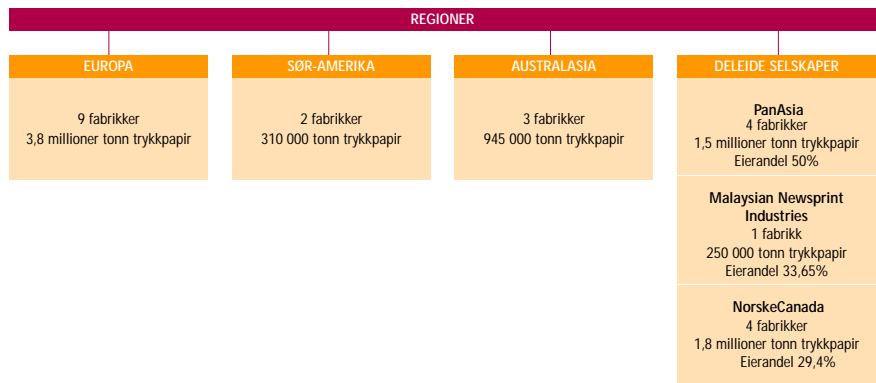 REGIONER
EUROPA
9 fabrikker
3,8 millioner tonn trykkpapir
SØR-AMERIKA
2 fabrikker
310 000 tonn trykkpapir
AUSTRALASIA
3 fabrikker
945 000 tonn trykkpapir
DELEIDE SELSKAPER
PanAsia
4 fabrikker
1,5 millioner tonn trykkpapir
Eierandel 50%
Malaysian Newsprint
Industries
1 fabrikk
250 000 tonn trykkpapir
Eierandel 33,65%
NorskeCanada
4 fabrikker
1,8 millioner tonn trykkpapir
Eierandel 29,4%